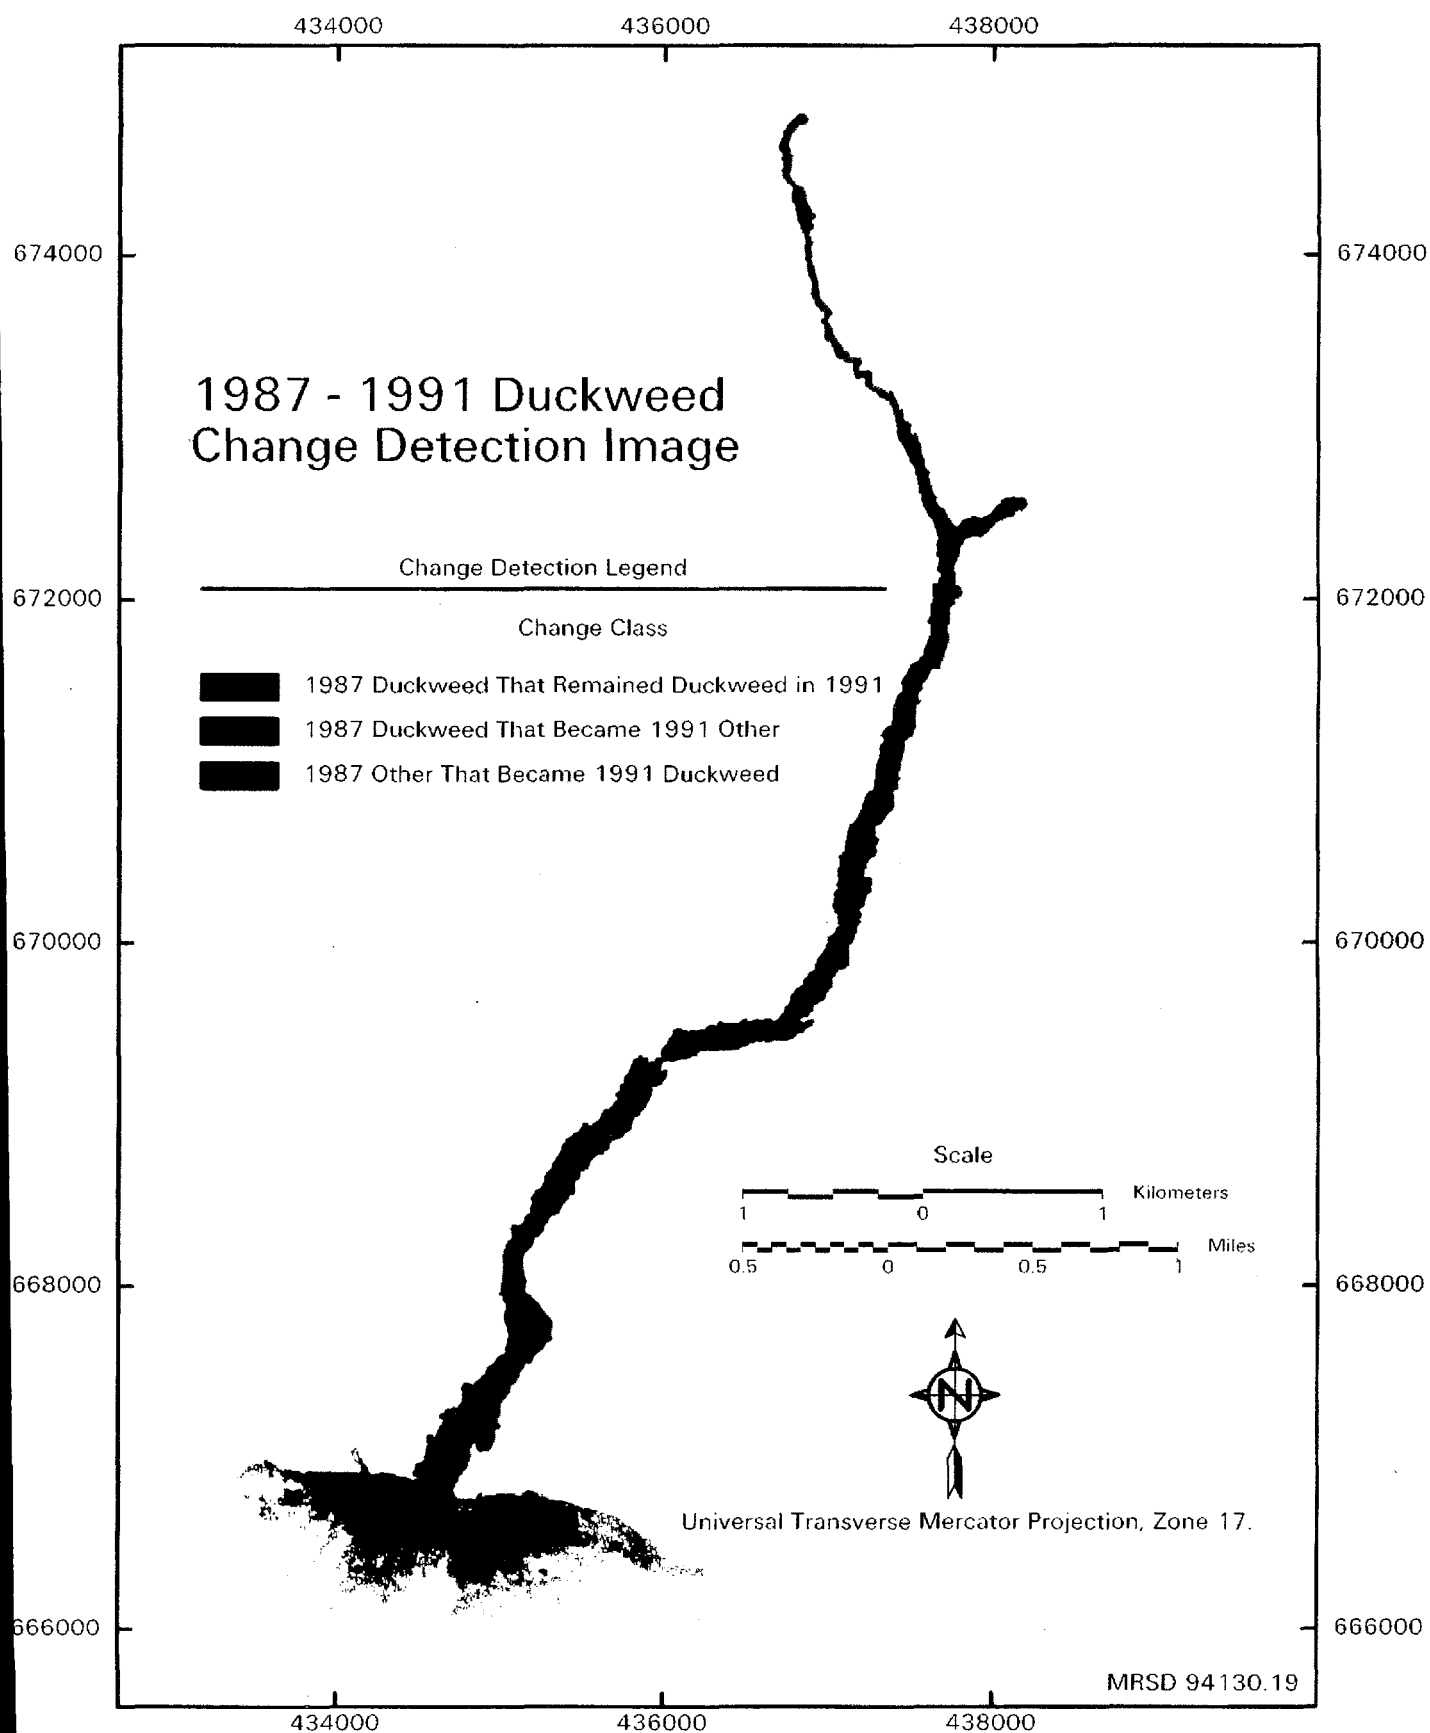 434000 436000 438000
674000 674000
1987 - 1991 Duckweed
Change Detection Image
Change Detection Legend
672000 672000
Change Class
1987 Duckweed That Remained Duckweed in 1991
1987 Duckweed That Became 1991 Other
1987 Other That Became 1991 Duckweed
670000 670000
Scale
Kilometers
1 0 1
Miles
0.5 0 0.5 1
668000 668000
N
Universal Transverse Mercator Projection, Zone 17.
666000 666000
MRSD 94130.19
434000 436000 438000